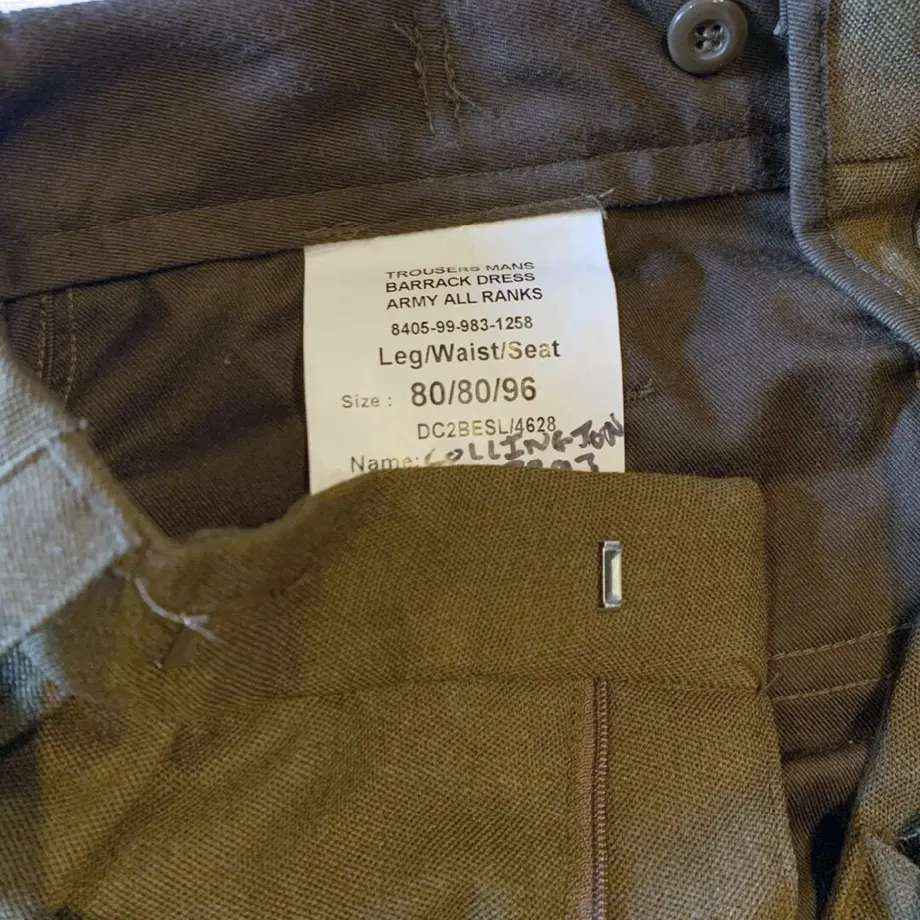 TROUSERS MANS
BARRACK DRESS
ARMY ALL RANKS
8405-99-983-1258
Leg/Waist/Seat
Size : 80/80/96
DC2BESL/4628
Name: COLLINGTON